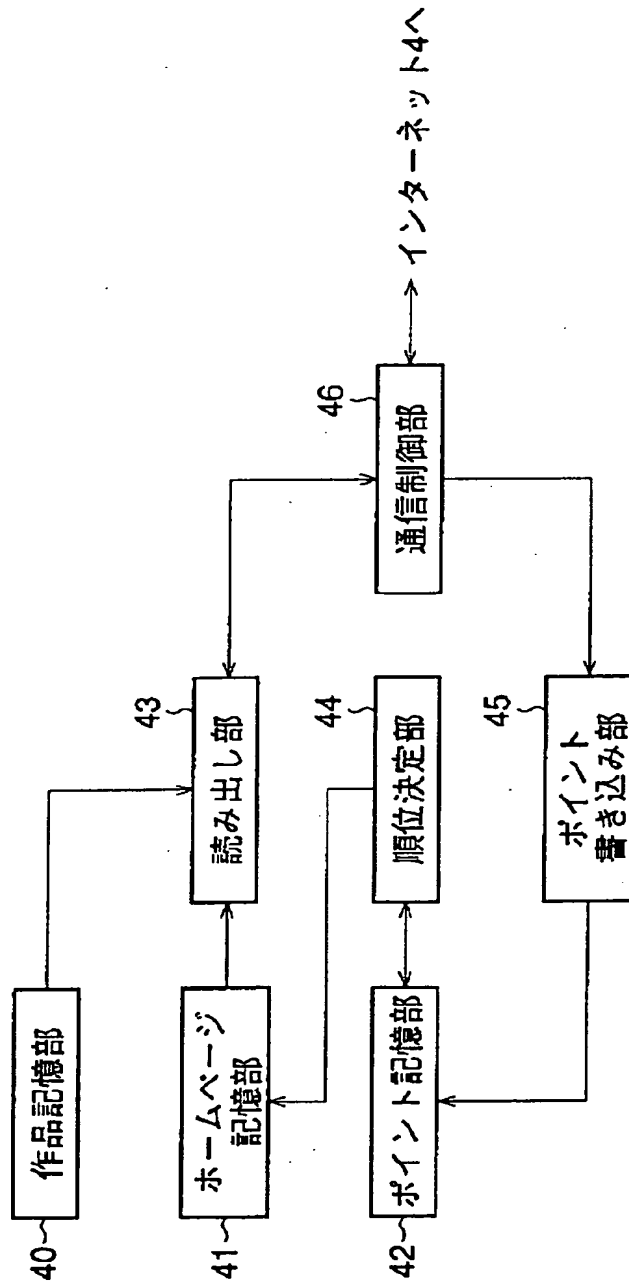 40
作品記憶部
41
ホームページ
記憶部
42
ポイント記憶部
43
読み出し部
44
順位決定部
45
ポイント
書き込み部
46
通信制御部
インターネット4へ